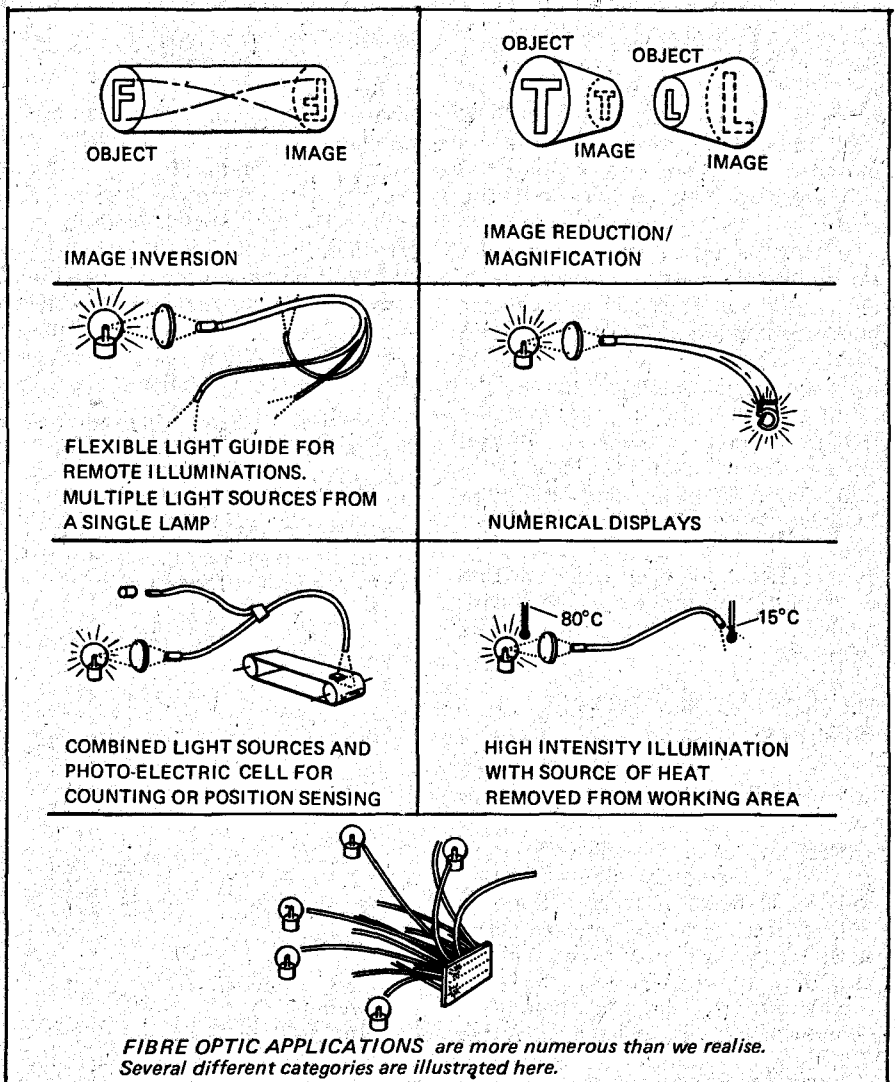 F
OBJECT
IMAGE
IMAGE INVERSION
OBJECT
OBJECT
T
T
L
L
IMAGE
IMAGE
IMAGE REDUCTION/
MAGNIFICATION
FLEXIBLE LIGHT GUIDE FOR
REMOTE ILLUMINATIONS.
MULTIPLE LIGHT SOURCES FROM
A SINGLE LAMP
5
NUMERICAL DISPLAYS
COMBINED LIGHT SOURCES AND
PHOTO-ELECTRIC CELL FOR
COUNTING OR POSITION SENSING
80°C
15°C
HIGH INTENSITY ILLUMINATION
WITH SOURCE OF HEAT
REMOVED FROM WORKING AREA
FIBRE OPTIC APPLICATIONS are more numerous than we realise.
Several different categories are illustrated here.